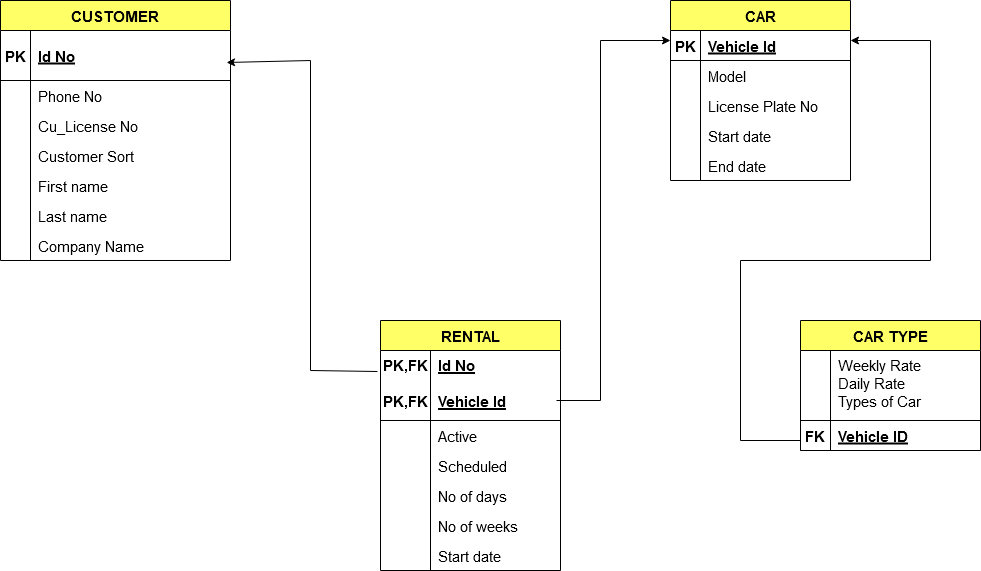 CUSTOMER
PK Id No
Phone No
Cu_License No
Customer Sort
First name
Last name
Company Name
CAR
PK Vehicle Id
Model
License Plate No
Start date
End date
RENTAL
PK,FK Id No
PK,FK Vehicle Id
Active
Scheduled
No of days
No of weeks
Start date
CAR TYPE
Weekly Rate
Daily Rate
Types of Car
FK Vehicle ID